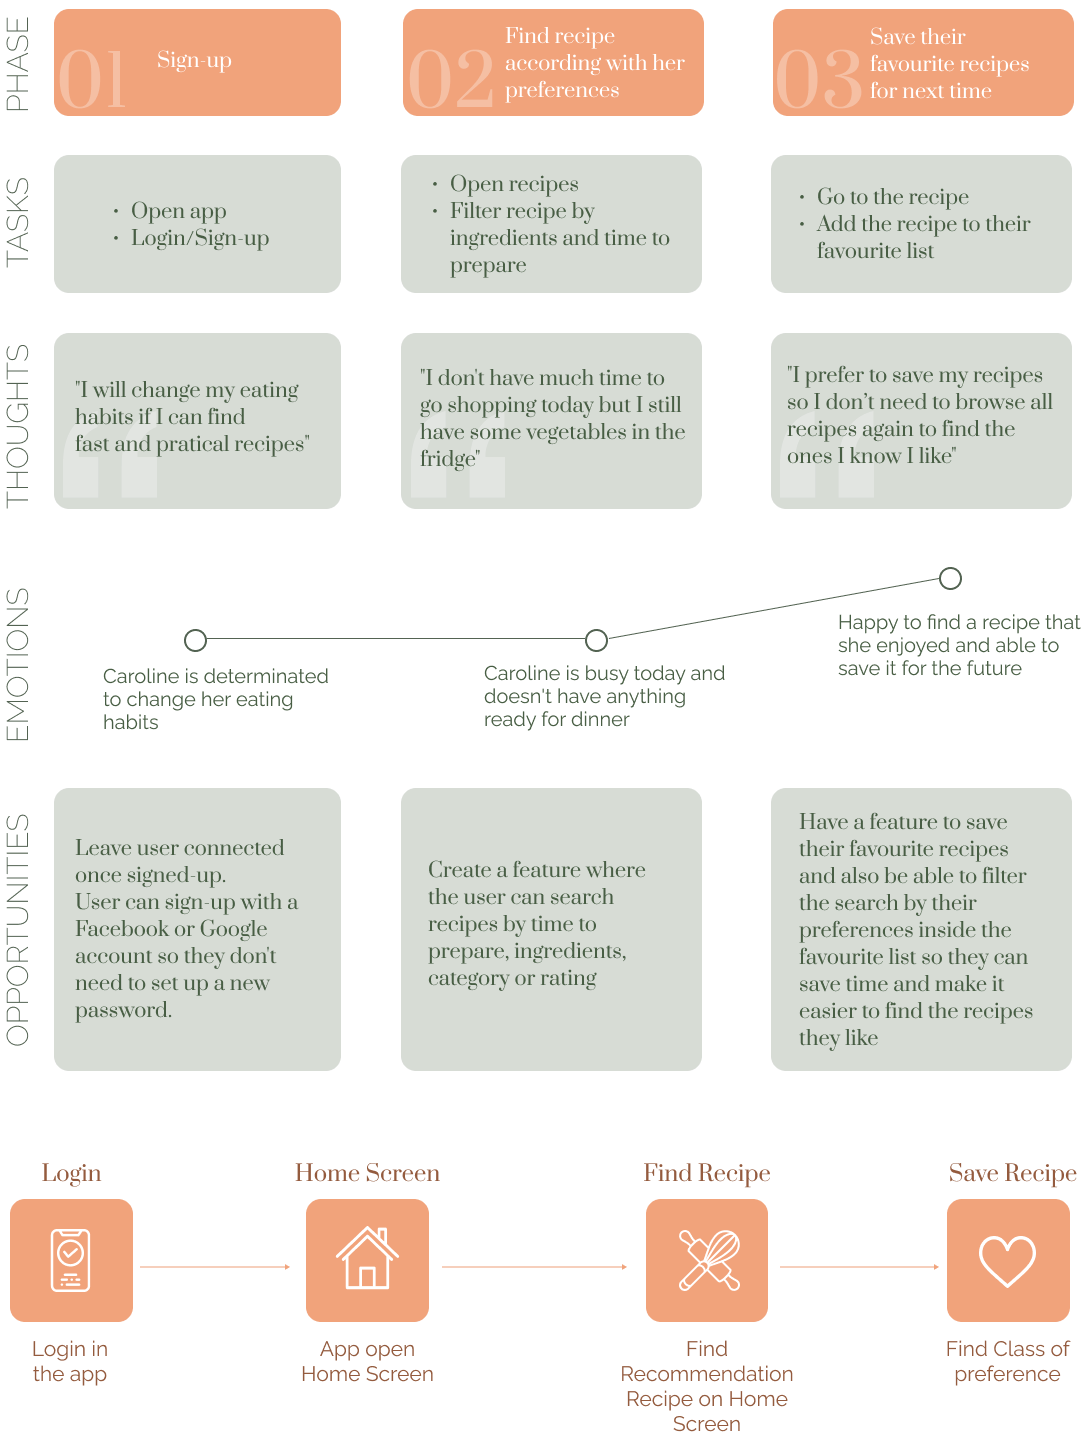 PHASE
01
Sign-up
02
Find recipe
according with her
preferences
03
Save their
favourite recipes
for next time
TASKS
• Open app
• Login/Sign-up
• Open recipes
• Filter recipe by
ingredients and time to
prepare
• Go to the recipe
• Add the recipe to their
favourite list
THOUGHTS
"I will change my eating
habits if I can find
fast and pratical recipes"
"I don't have much time to
go shopping today but I still
have some vegetables in the
fridge"
"I prefer to save my recipes
so I don’t need to browse all
recipes again to find the
ones I know I like"
EMOTIONS
Caroline is determinated
to change her eating
habits
Caroline is busy today and
doesn't have anything
ready for dinner
Happy to find a recipe that
she enjoyed and able to
save it for the future
OPPORTUNITIES
Leave user connected
once signed-up.
User can sign-up with a
Facebook or Google
account so they don't
need to set up a new
password.
Create a feature where
the user can search
recipes by time to
prepare, ingredients,
category or rating
Have a feature to save
their favourite recipes
and also be able to filter
the search by their
preferences inside the
favourite list so they can
save time and make it
easier to find the recipes
they like
Login
Home Screen
Find Recipe
Save Recipe
Login in
the app
App open
Home Screen
Find
Recommendation
Recipe on Home
Screen
Find Class of
preference